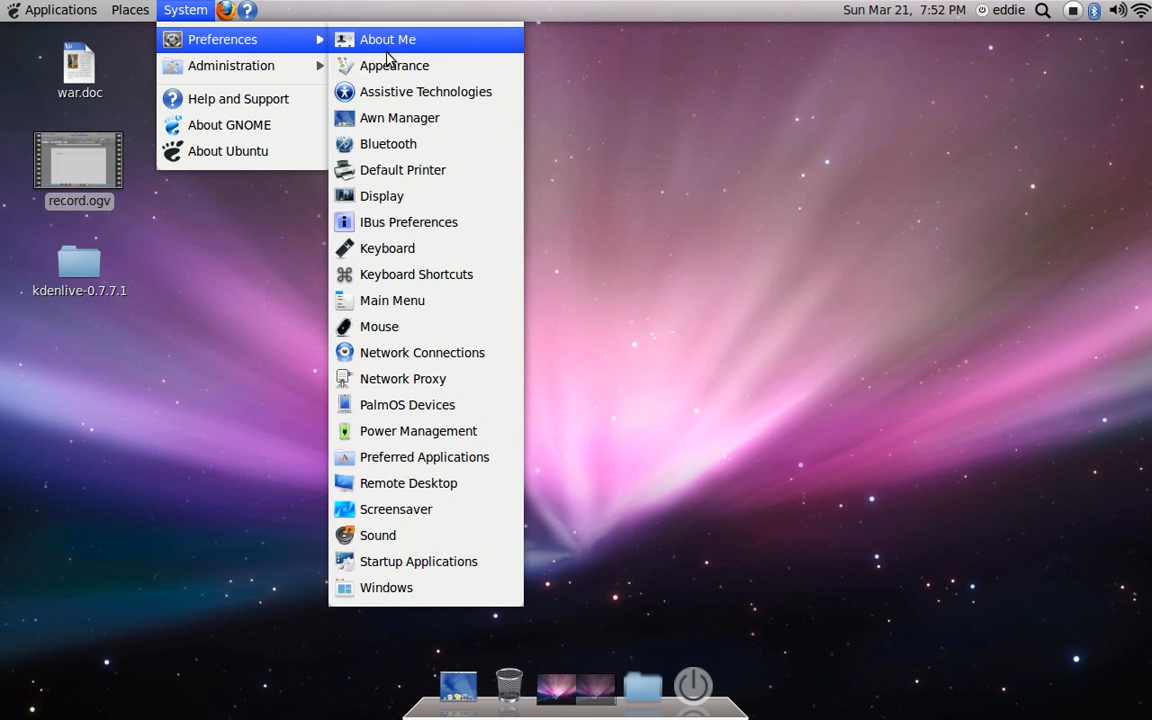 Applications Places System Sun Mar 21, 7:52 PM eddie
war.doc
record.ogv
kdenlive-0.7.7.1
Preferences
Administration
Help and Support
About GNOME
About Ubuntu
About Me
Appearance
Assistive Technologies
Awn Manager
Bluetooth
Default Printer
Display
IBus Preferences
Keyboard
Keyboard Shortcuts
Main Menu
Mouse
Network Connections
Network Proxy
PalmOS Devices
Power Management
Preferred Applications
Remote Desktop
Screensaver
Sound
Startup Applications
Windows